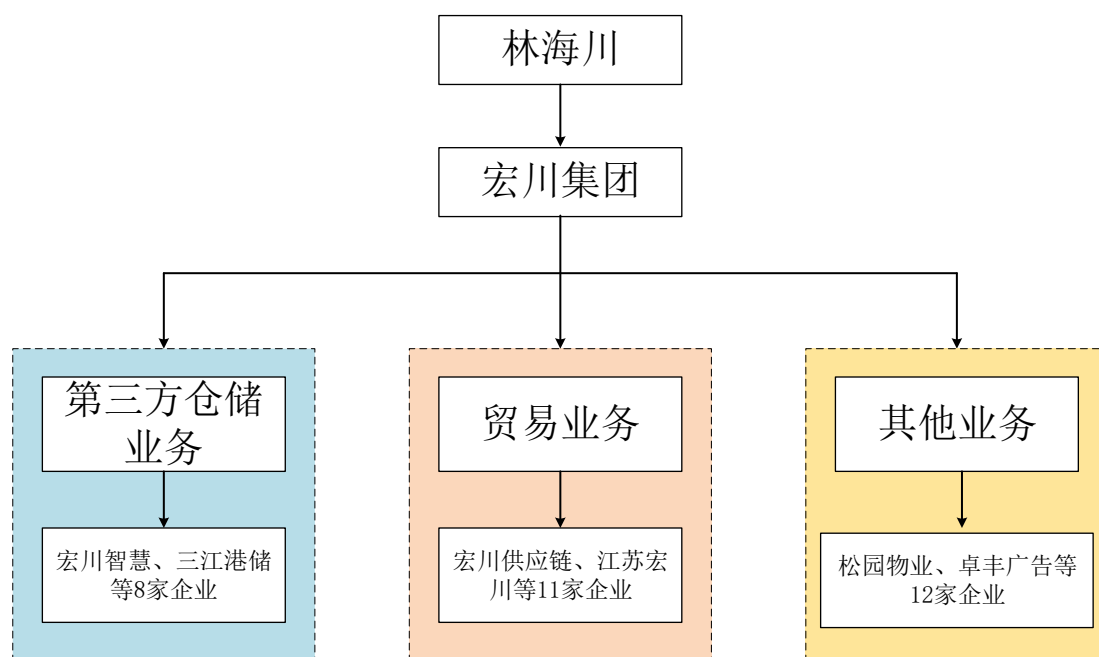 林海川
宏川集团
第三方仓储
业务
宏川智慧、三江港储
等8家企业
贸易业务
宏川供应链、江苏宏
川等11家企业
其他业务
松园物业、卓丰广告等
12家企业